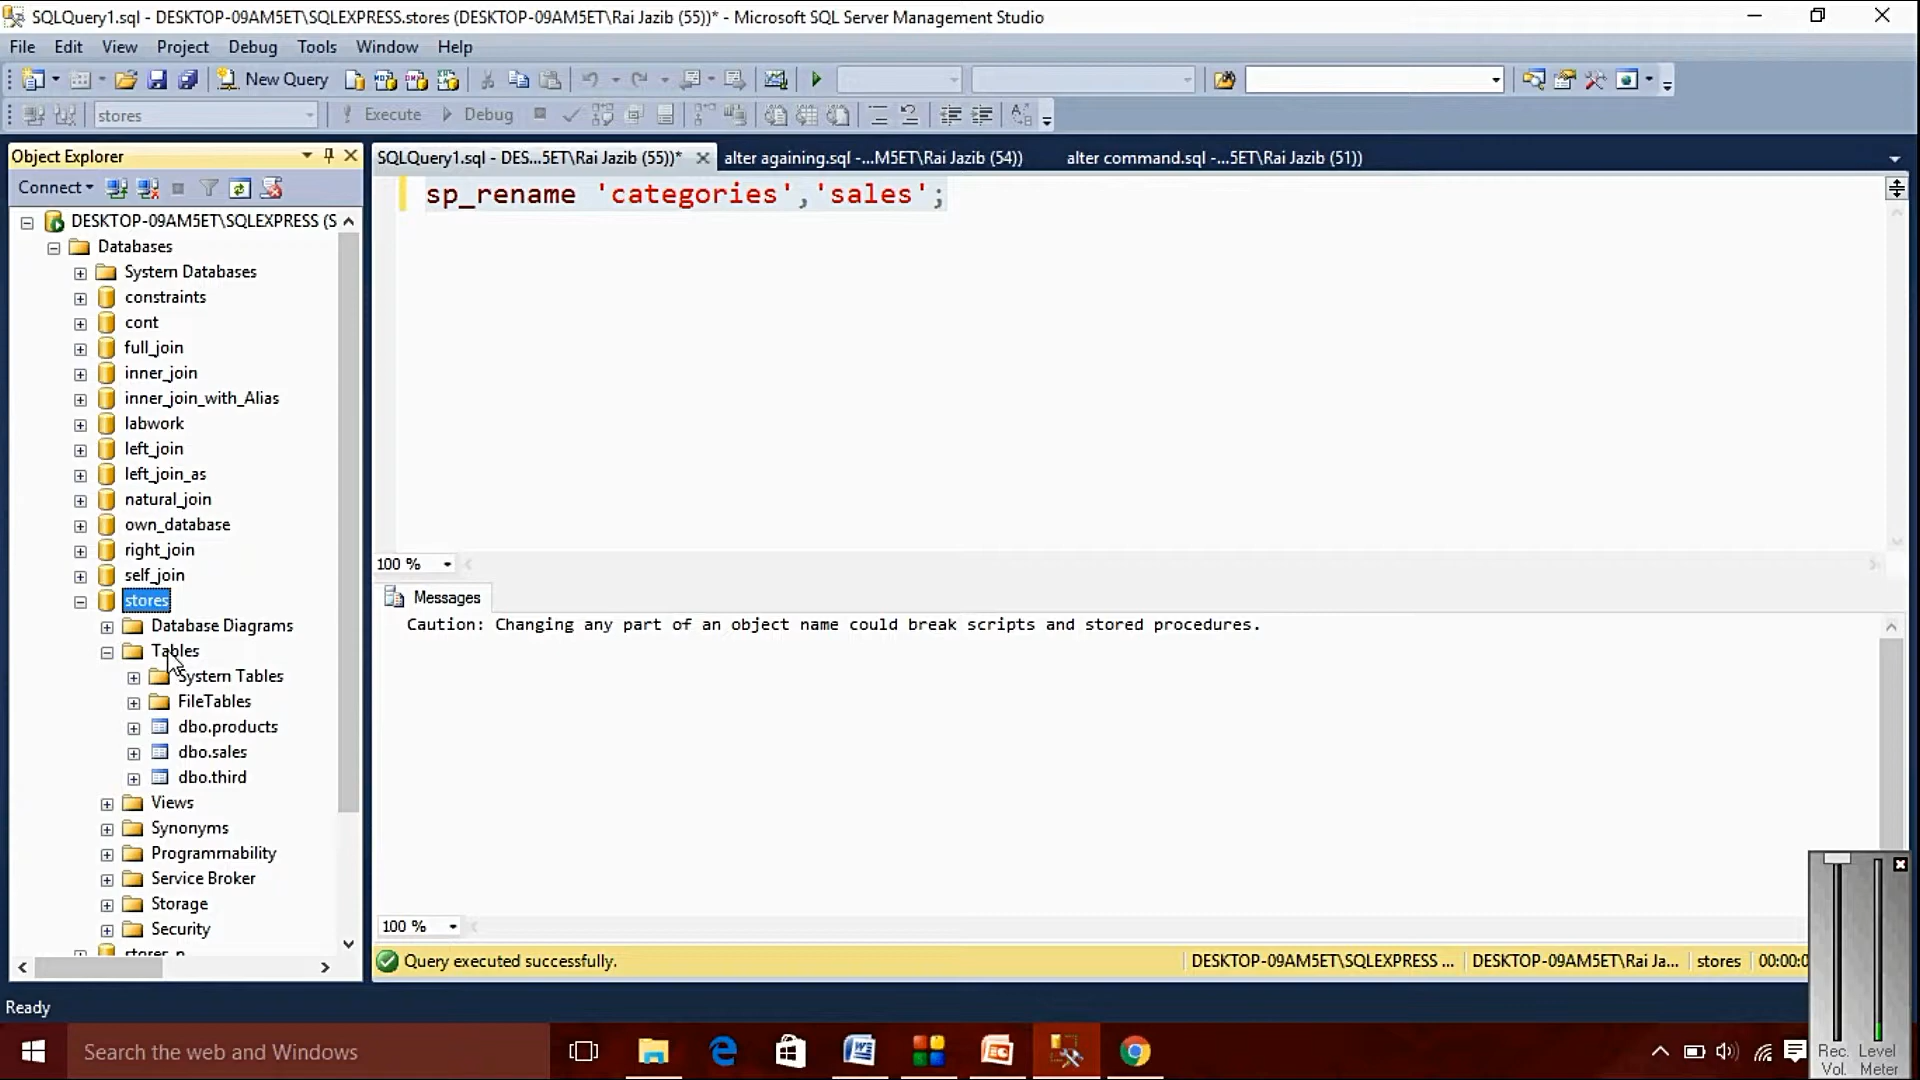 SQLQuery1.sql - DESKTOP-09AM5ET\SQLEXPRESS.stores (DESKTOP-09AM5ET\Rai Jazib (55))* - Microsoft SQL Server Management Studio
File Edit View Project Debug Tools Window Help
New Query
stores Execute Debug
Object Explorer
SQLQuery1.sql - DES...5ET\Rai Jazib (55))* alter againing.sql -...M5ET\Rai Jazib (54)) alter command.sql -...5ET\Rai Jazib (51))
Connect
sp_rename 'categories','sales';
DESKTOP-09AM5ET\SQLEXPRESS (S
Databases
System Databases
constraints
cont
full_join
inner_join
inner_join_with_Alias
labwork
left_join
left_join_as
natural_join
own_database
right_join
self_join
stores
Database Diagrams
Tables
System Tables
FileTables
dbo.products
dbo.sales
dbo.third
Views
Synonyms
Programmability
Service Broker
Storage
Security
100 %
Messages
Caution: Changing any part of an object name could break scripts and stored procedures.
100 %
Query executed successfully. DESKTOP-09AM5ET\SQLEXPRESS ... DESKTOP-09AM5ET\Rai Ja... stores 00:00:0
Ready
Search the web and Windows
Rec. Level
Vol. Meter